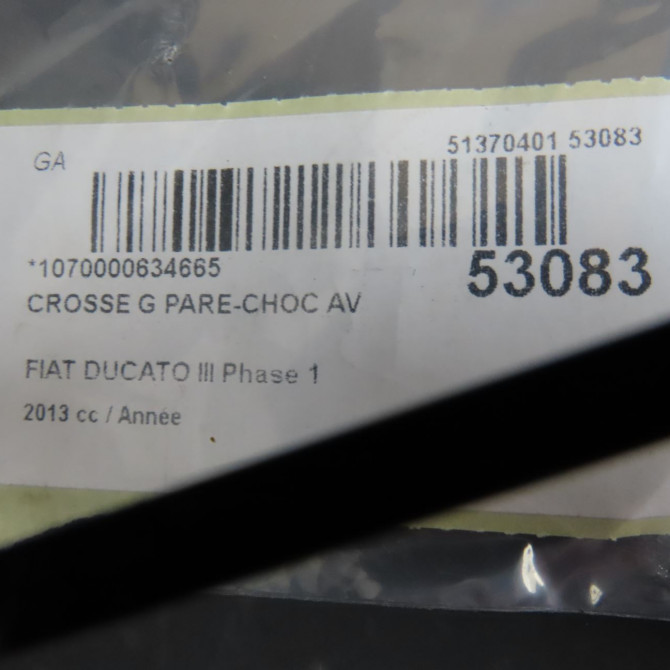 GA
51370401 53083
*1070000634665
53083
CROSSE G PARE-CHOC AV
FIAT DUCATO III Phase 1
2013 cc / Année